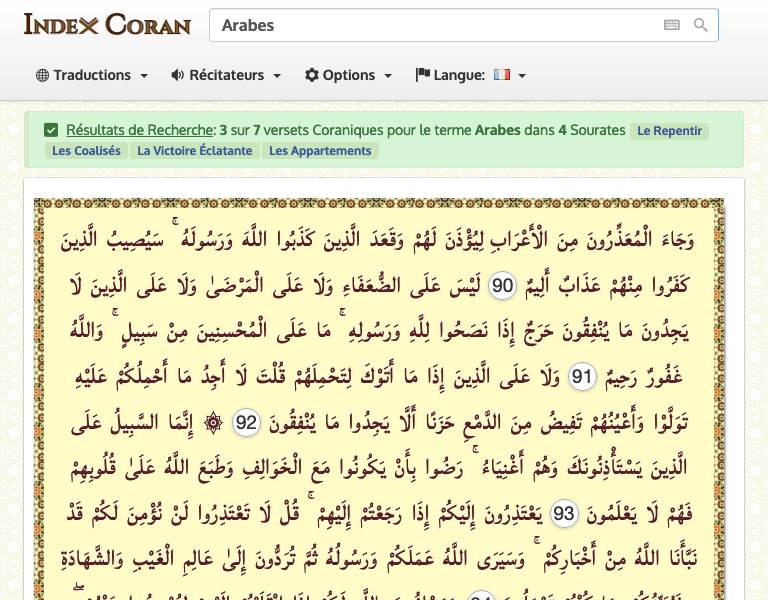 INDEX CORAN
Arabes
Traductions Récitateurs Options Langue:
Résultats de Recherche: 3 sur 7 versets Coraniques pour le terme Arabes dans 4 Sourates Le Repentir
Les Coalisés La Victoire Éclatante Les Appartements
وَجَاءَ الْمُعَذِّرُونَ مِنَ الْأَعْرَابِ لِيُؤْذَنَ لَهُمْ وَقَعَدَ الَّذِينَ كَذَبُوا اللَّهَ وَرَسُولَهُ ۚ سَيُصِيبُ الَّذِينَ
كَفَرُوا مِنْهُمْ عَذَابٌ أَلِيمٌ 90 لَيْسَ عَلَى الضُّعَفَاءِ وَلَا عَلَى الْمَرْضَىٰ وَلَا عَلَى الَّذِينَ لَا
يَجِدُونَ مَا يُنْفِقُونَ حَرَجٌ إِذَا نَصَحُوا لِلَّهِ وَرَسُولِهِ ۚ مَا عَلَى الْمُحْسِنِينَ مِنْ سَبِيلٍ ۚ وَاللَّهُ
غَفُورٌ رَحِيمٌ 91 وَلَا عَلَى الَّذِينَ إِذَا مَا أَتَوْكَ لِتَحْمِلَهُمْ قُلْتَ لَا أَجِدُ مَا أَحْمِلُكُمْ عَلَيْهِ
تَوَلَّوْا وَأَعْيُنُهُمْ تَفِيضُ مِنَ الدَّمْعِ حَزَنًا أَلَّا يَجِدُوا مَا يُنْفِقُونَ 92 ۞ إِنَّمَا السَّبِيلُ عَلَى
الَّذِينَ يَسْتَأْذِنُونَكَ وَهُمْ أَغْنِيَاءُ ۚ رَضُوا بِأَنْ يَكُونُوا مَعَ الْخَوَالِفِ وَطَبَعَ اللَّهُ عَلَىٰ قُلُوبِهِمْ
فَهُمْ لَا يَعْلَمُونَ 93 يَعْتَذِرُونَ إِلَيْكُمْ إِذَا رَجَعْتُمْ إِلَيْهِمْ ۚ قُلْ لَا تَعْتَذِرُوا لَنْ نُؤْمِنَ لَكُمْ قَدْ
نَبَّأَنَا اللَّهُ مِنْ أَخْبَارِكُمْ ۚ وَسَيَرَى اللَّهُ عَمَلَكُمْ وَرَسُولُهُ ثُمَّ تُرَدُّونَ إِلَىٰ عَالِمِ الْغَيْبِ وَالشَّهَادَةِ